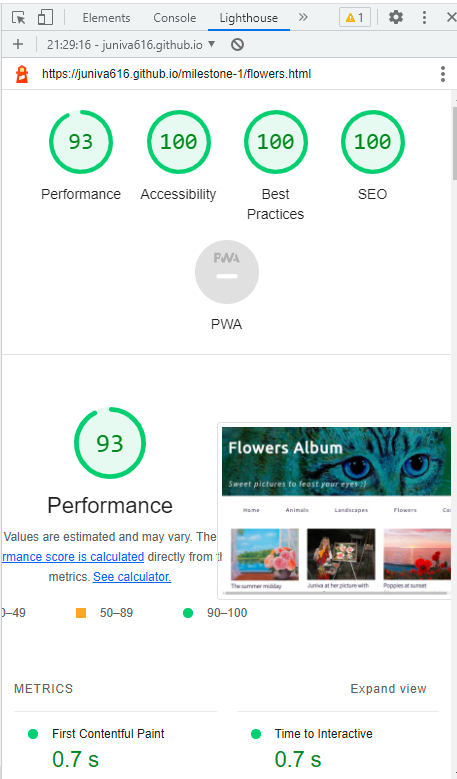 Elements Console Lighthouse » 1
21:29:16 - juniva616.github.io
https://juniva616.github.io/milestone-1/flowers.html
93 100 100 100
Performance Accessibility Best Practices SEO
PWA
PWA
93
Flowers Album
Sweet pictures to feast your eyes :)
Home Animals Landscapes Flowers
The summer midday Juniva at her picture with Poppies at sunset
Performance
Values are estimated and may vary. The
rmance score is calculated directly from t
metrics. See calculator.
0–49 50–89 90–100
METRICS Expand view
First Contentful Paint Time to Interactive
0.7 s 0.7 s